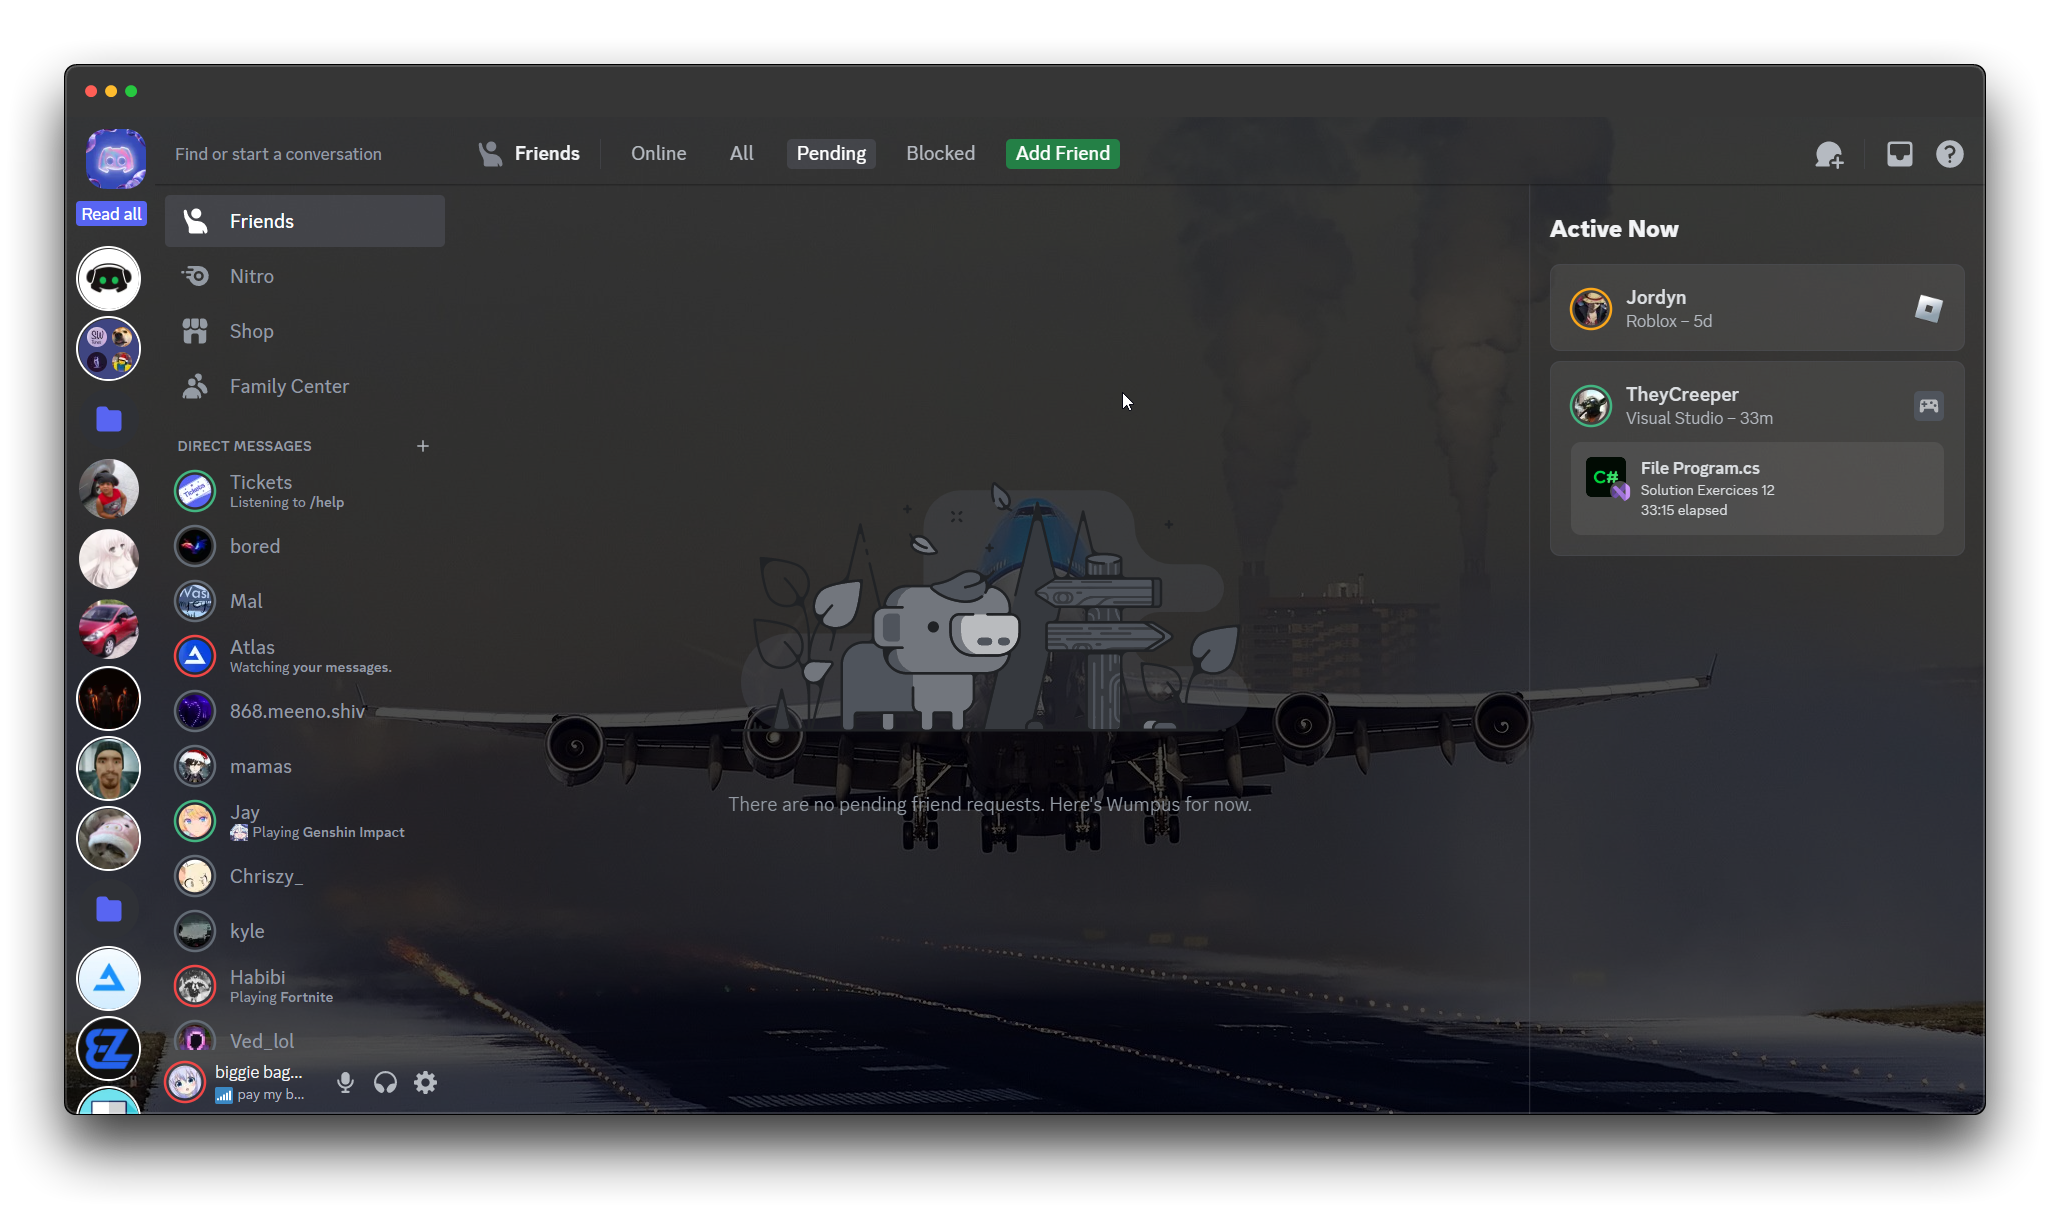 Find or start a conversation
Friends
Online
All
Pending
Blocked
Add Friend
Read all
Friends
Nitro
Shop
Family Center
DIRECT MESSAGES
Tickets
Listening to /help
bored
Mal
Atlas
Watching your messages.
868.meeno.shiv
mamas
Jay
Playing Genshin Impact
Chriszy_
kyle
Habibi
Playing Fortnite
Ved_lol
biggie bag...
pay my b...
There are no pending friend requests. Here's Wumpus for now.
Active Now
Jordyn
Roblox – 5d
TheyCreeper
Visual Studio – 33m
C#
File Program.cs
Solution Exercices 12
33:15 elapsed